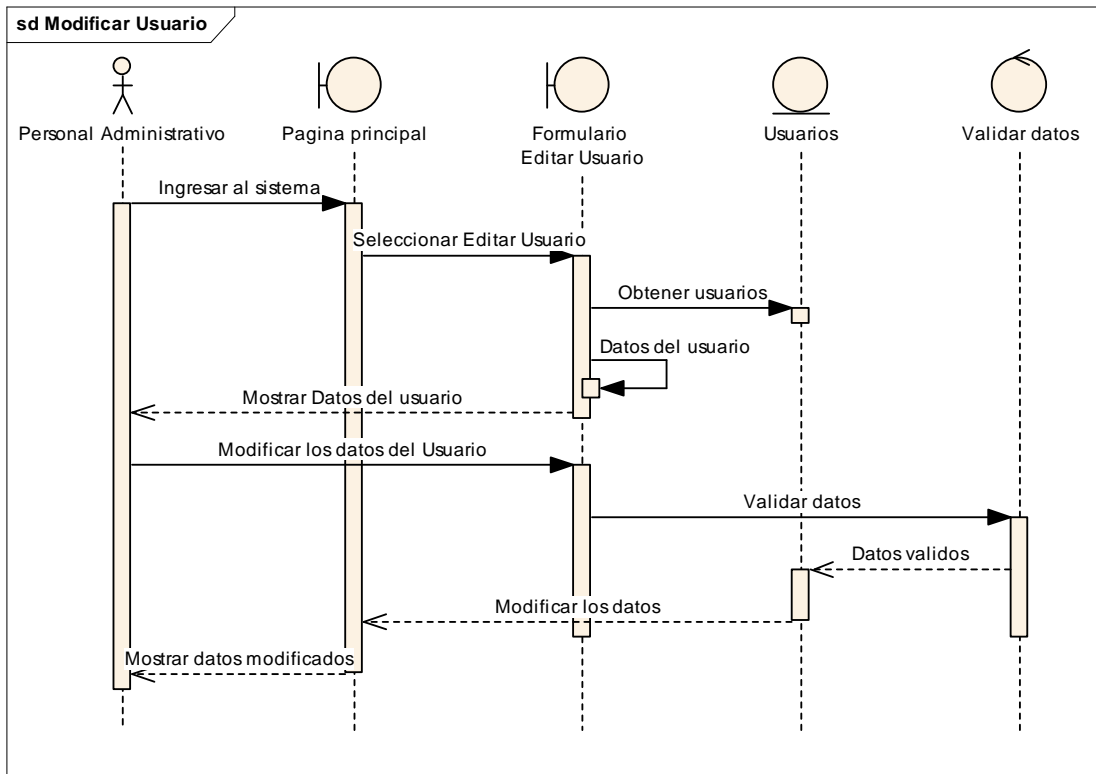 sd Modificar Usuario
Personal Administrativo
Pagina principal
Formulario
Editar Usuario
Usuarios
Validar datos
Ingresar al sistema
Seleccionar Editar Usuario
Obtener usuarios
Datos del usuario
Mostrar Datos del usuario
Modificar los datos del Usuario
Validar datos
Datos validos
Modificar los datos
Mostrar datos modificados